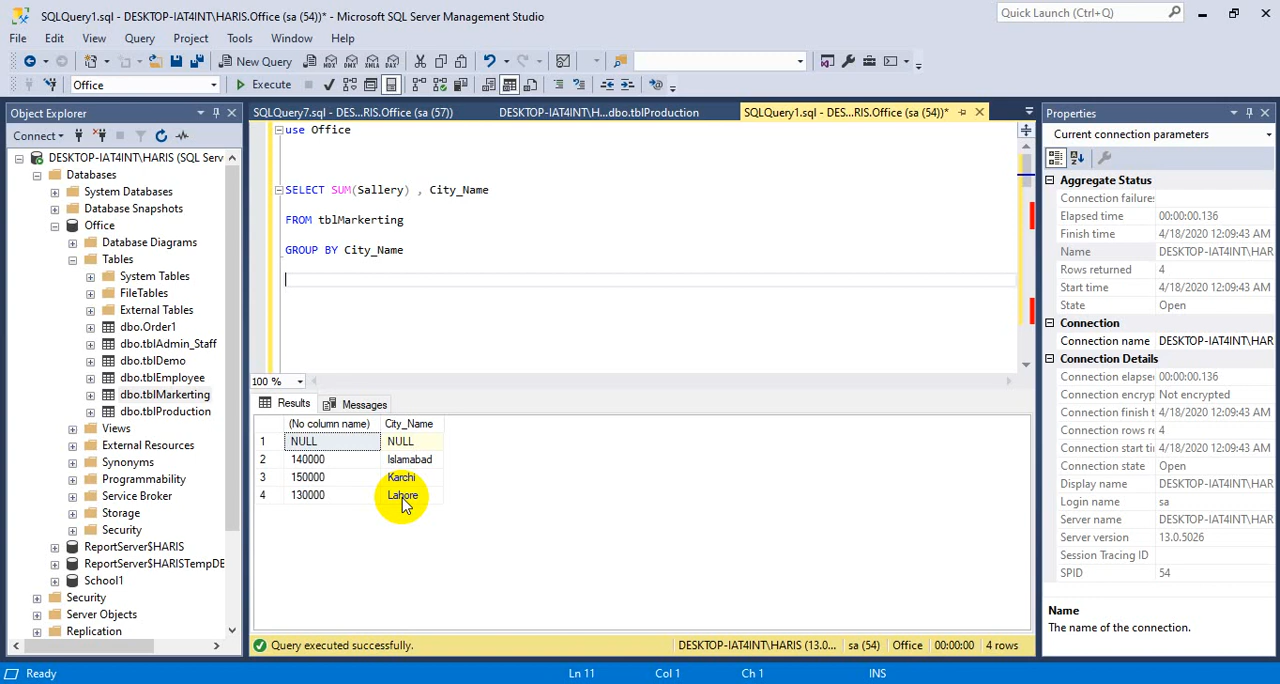 SQLQuery1.sql - DESKTOP-IAT4INT\HARIS.Office (sa (54))* - Microsoft SQL Server Management Studio
Quick Launch (Ctrl+Q)
File Edit View Query Project Tools Window Help
New Query
Office
Execute
Object Explorer
Connect
DESKTOP-IAT4INT\HARIS (SQL Serv
Databases
System Databases
Database Snapshots
Office
Database Diagrams
Tables
System Tables
FileTables
External Tables
dbo.Order1
dbo.tblAdmin_Staff
dbo.tblDemo
dbo.tblEmployee
dbo.tblMarkerting
dbo.tblProduction
Views
External Resources
Synonyms
Programmability
Service Broker
Storage
Security
ReportServer$HARIS
ReportServer$HARISTempDE
School1
Security
Server Objects
Replication
SQLQuery7.sql - DES...RIS.Office (sa (57))
DESKTOP-IAT4INT\H...dbo.tblProduction
SQLQuery1.sql - DES...RIS.Office (sa (54))*
use Office
SELECT SUM(Sallery) , City_Name
FROM tblMarkerting
GROUP BY City_Name
100 %
Results Messages
(No column name) City_Name
1 NULL NULL
2 140000 Islamabad
3 150000 Karchi
4 130000 Lahore
Query executed successfully.
DESKTOP-IAT4INT\HARIS (13.0... sa (54) Office 00:00:00 4 rows
Properties
Current connection parameters
Aggregate Status
Connection failures
Elapsed time 00:00:00.136
Finish time 4/18/2020 12:09:43 AM
Name DESKTOP-IAT4INT\HAR
Rows returned 4
Start time 4/18/2020 12:09:43 AM
State Open
Connection
Connection name DESKTOP-IAT4INT\HAR
Connection Details
Connection elapse 00:00:00.136
Connection encryp Not encrypted
Connection finish t 4/18/2020 12:09:43 AM
Connection rows re 4
Connection start ti 4/18/2020 12:09:43 AM
Connection state Open
Display name DESKTOP-IAT4INT\HAR
Login name sa
Server name DESKTOP-IAT4INT\HAR
Server version 13.0.5026
Session Tracing ID
SPID 54
Name
The name of the connection.
Ready
Ln 11 Col 1 Ch 1 INS